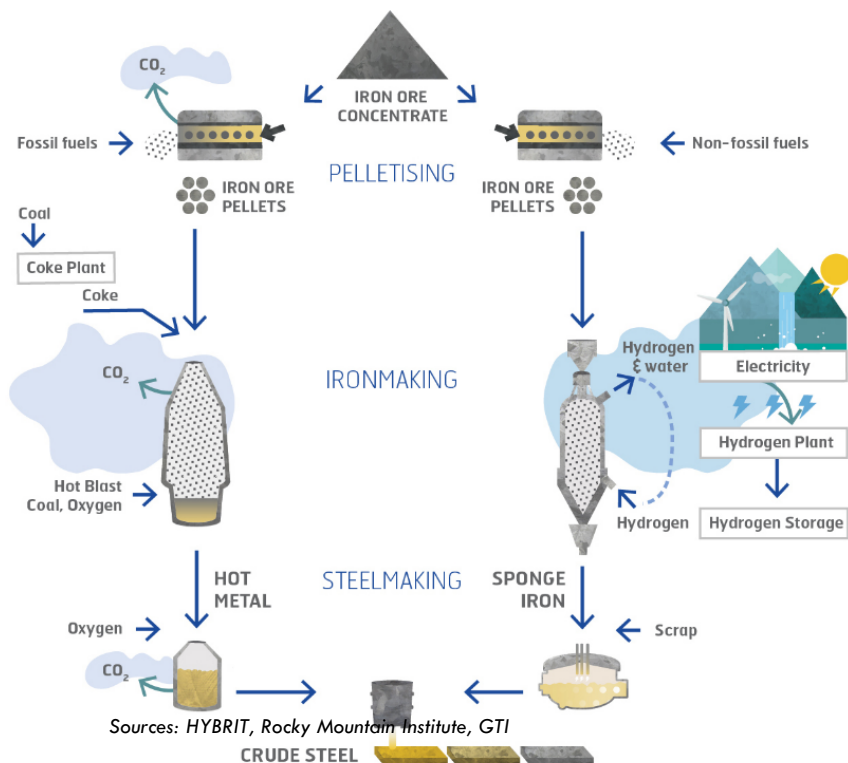 CO₂
IRON ORE
CONCENTRATE
Fossil fuels
Non-fossil fuels
PELLETISING
IRON ORE
PELLETS
IRON ORE
PELLETS
Coal
Coke Plant
Coke
CO₂
IRONMAKING
Hydrogen
& water
Electricity
Hydrogen Plant
Hot Blast
Coal, Oxygen
Hydrogen
Hydrogen Storage
HOT
METAL
STEELMAKING
SPONGE
IRON
Oxygen
Scrap
CO₂
Sources: HYBRIT, Rocky Mountain Institute, GTI
CRUDE STEEL